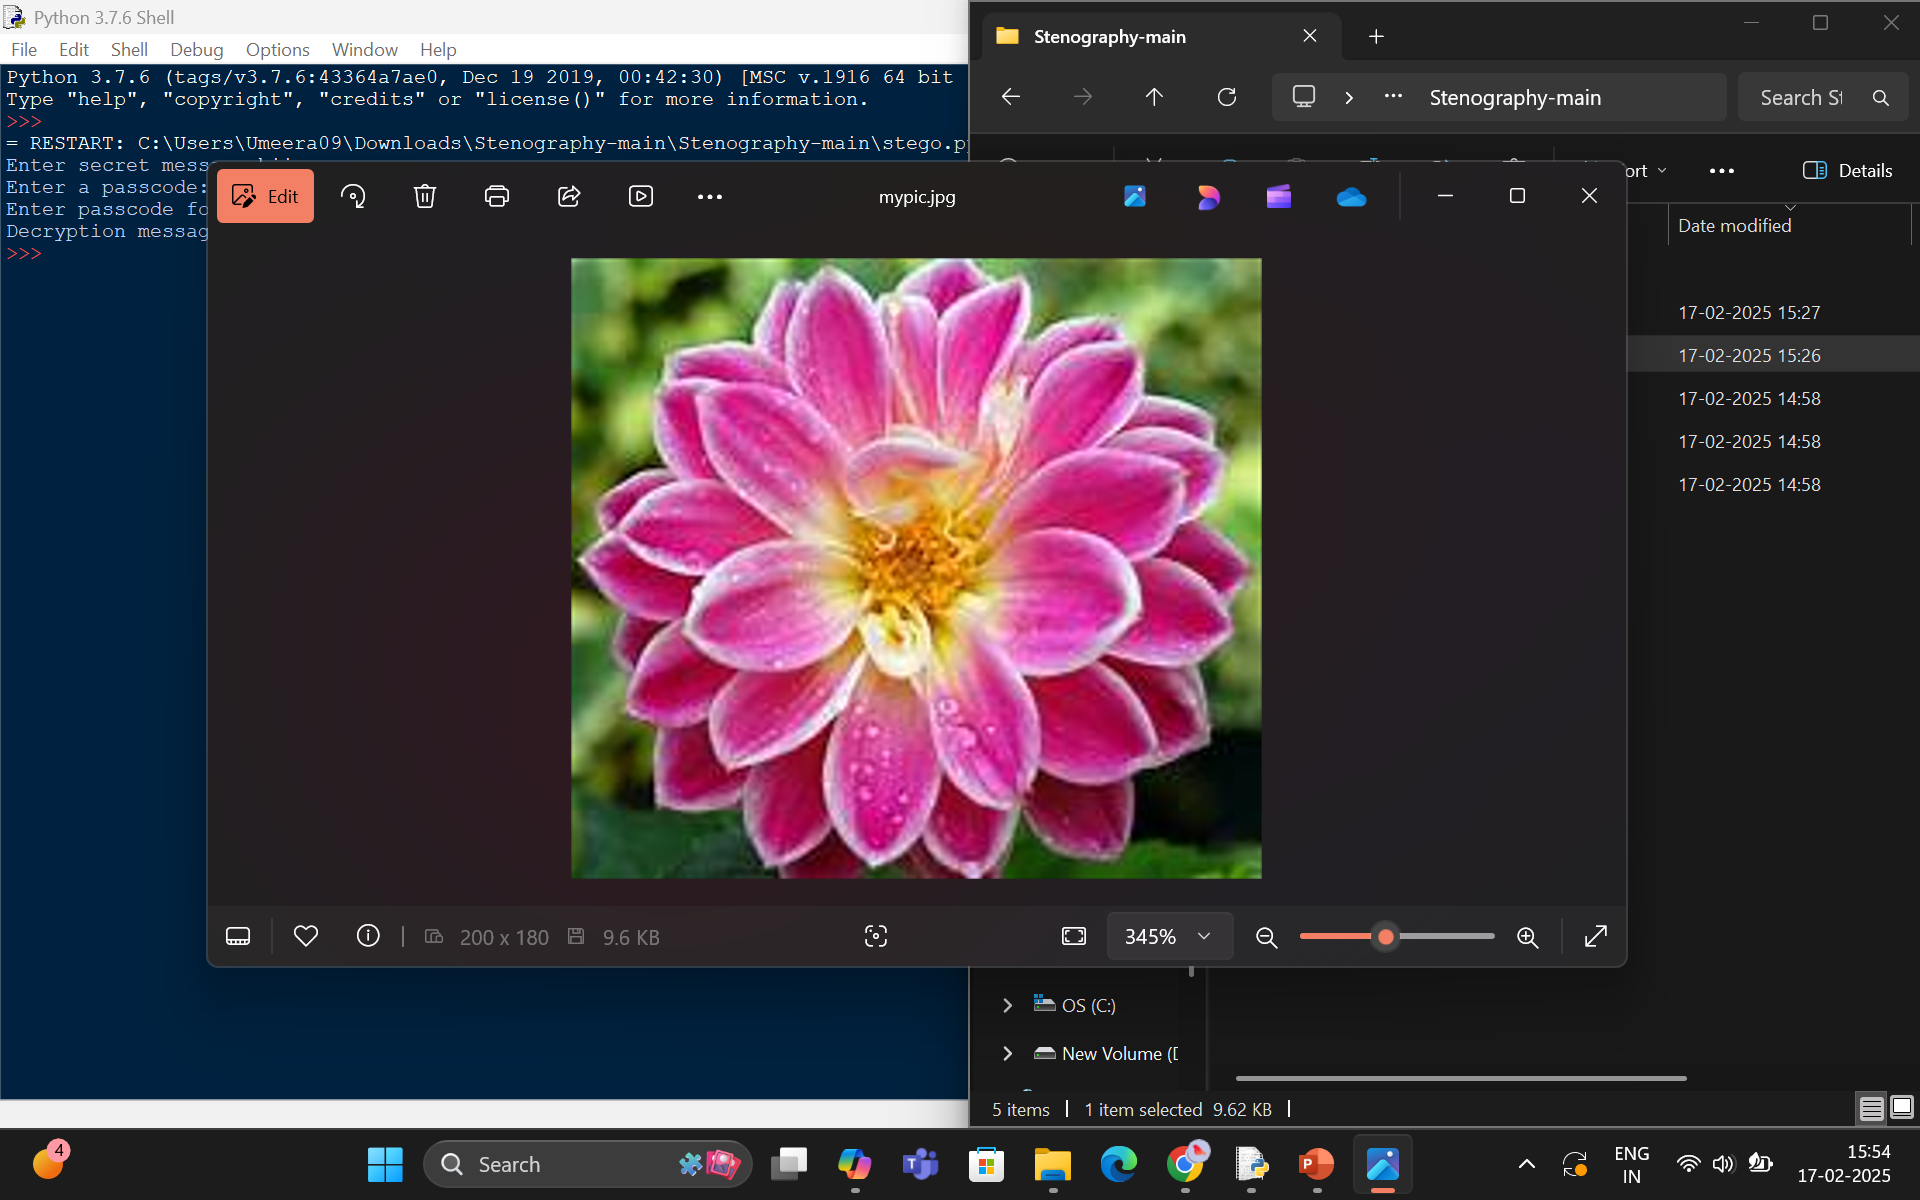 Python 3.7.6 Shell
File Edit Shell Debug Options Window Help
Python 3.7.6 (tags/v3.7.6:43364a7ae0, Dec 19 2019, 00:42:30) [MSC v.1916 64 bit
Type "help", "copyright", "credits" or "license()" for more information.
>>>
= RESTART: C:\Users\Umeera09\Downloads\Stenography-main\Stenography-main\stego.p
Enter secret mess
Enter a passcode:
Enter passcode fo
Decryption messag
>>>
Stenography-main
Stenography-main
Search St
Details
Date modified
17-02-2025 15:27
17-02-2025 15:26
17-02-2025 14:58
17-02-2025 14:58
17-02-2025 14:58
Edit
mypic.jpg
200 x 180
9.6 KB
345%
OS (C:)
New Volume (D
5 items
1 item selected 9.62 KB
4
Search
ENG
IN
15:54
17-02-2025